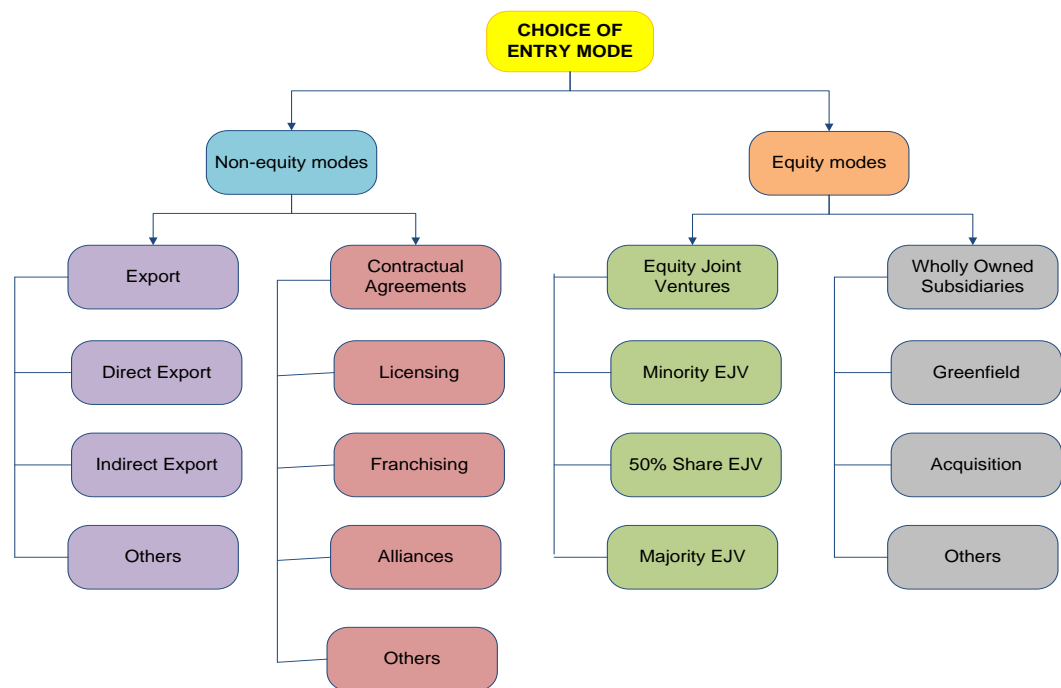 CHOICE OF
ENTRY MODE
Non-equity modes
Equity modes
Export
Contractual
Agreements
Equity Joint
Ventures
Wholly Owned
Subsidiaries
Direct Export
Licensing
Minority EJV
Greenfield
Indirect Export
Franchising
50% Share EJV
Acquisition
Others
Alliances
Majority EJV
Others
Others